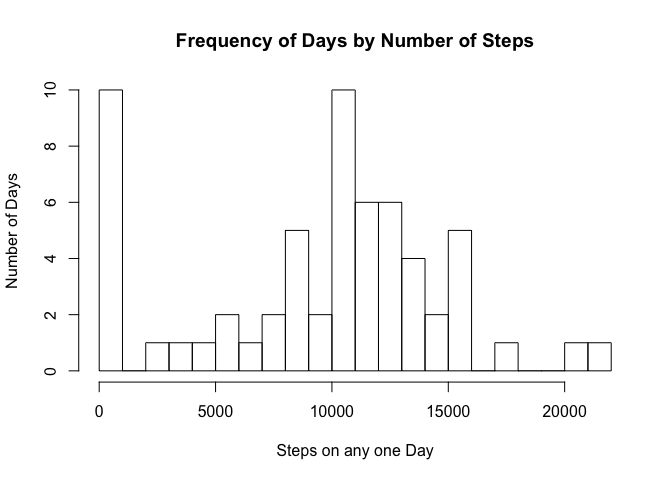 Frequency of Days by Number of Steps
10
8
6
4
2
0
Number of Days
0 5000 10000 15000 20000
Steps on any one Day